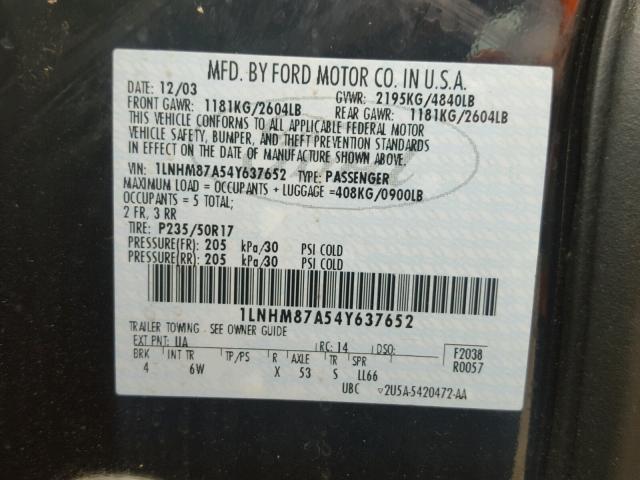 MFD. BY FORD MOTOR CO. IN U.S.A.
DATE: 12/03 GVWR: 2195KG/4840LB
FRONT GAWR: 1181KG/2604LB REAR GAWR: 1181KG/2604LB
THIS VEHICLE CONFORMS TO ALL APPLICABLE FEDERAL MOTOR
VEHICLE SAFETY, BUMPER, AND THEFT PREVENTION STANDARDS
IN EFFECT ON THE DATE OF MANUFACTURE SHOWN ABOVE.
VIN: 1LNHM87A54Y637652 TYPE: PASSENGER
MAXIMUM LOAD = OCCUPANTS + LUGGAGE =408KG/0900LB
OCCUPANTS = 5 TOTAL;
2 FR, 3 RR
TIRE: P235/50R17
PRESSURE(FR): 205 kPa/30 PSI COLD
PRESSURE(RR): 205 kPa/30 PSI COLD
1LNHM87A54Y637652
TRAILER TOWING - SEE OWNER GUIDE
EXT PNT: UA RC: 14 DSO: F2038
BRK INT TR TP/PS R AXLE TR SPR R0057
4 6W X 53 S LL66
UBC ▽2U5A-5420472-AA